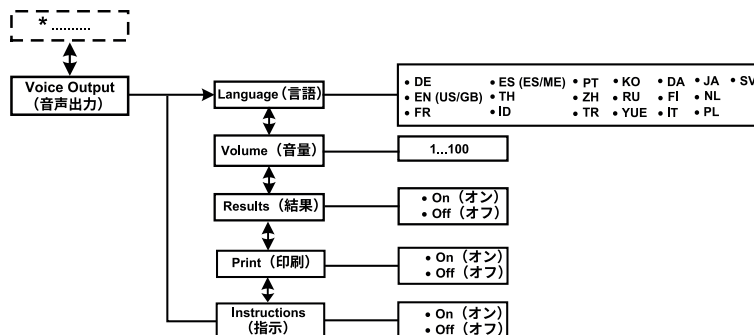 *..........
Voice Output
(音声出力)
Language (言語)
• DE
• EN (US/GB)
• FR
• ES (ES/ME)
• TH
• ID
• PT
• ZH
• TR
• KO
• RU
• YUE
• DA
• FI
• IT
• JA
• NL
• PL
• SV
Volume (音量)
1...100
Results (結果)
• On (オン)
• Off (オフ)
Print (印刷)
• On (オン)
• Off (オフ)
Instructions
(指示)
• On (オン)
• Off (オフ)